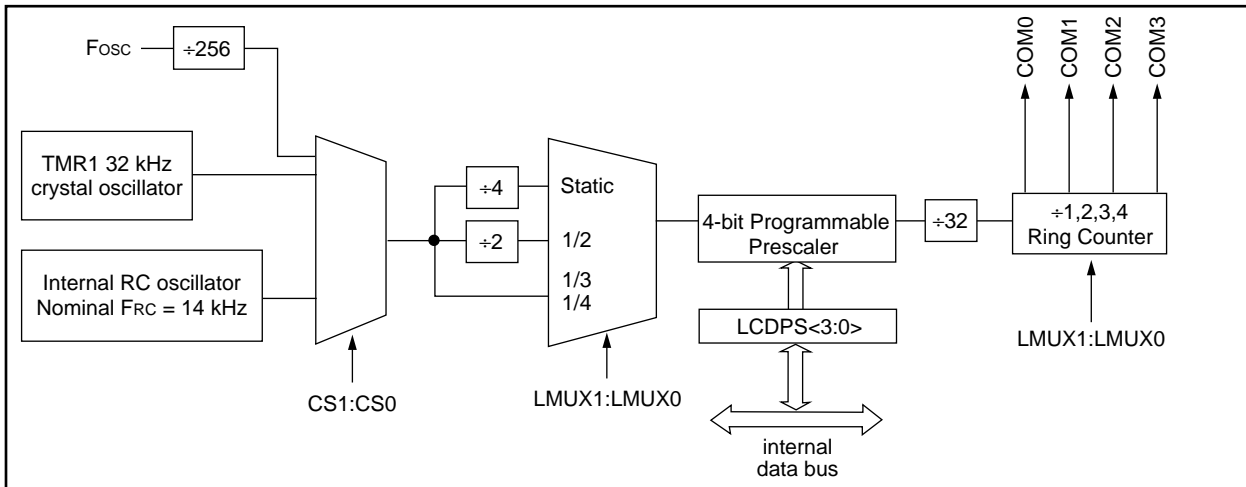 FOSC
÷256
TMR1 32 kHz
crystal oscillator
Internal RC oscillator
Nominal FRC = 14 kHz
CS1:CS0
÷4
÷2
Static
1/2
1/3
1/4
LMUX1:LMUX0
4-bit Programmable
Prescaler
LCDPS<3:0>
internal
data bus
÷32
COM0
COM1
COM2
COM3
÷1,2,3,4
Ring Counter
LMUX1:LMUX0